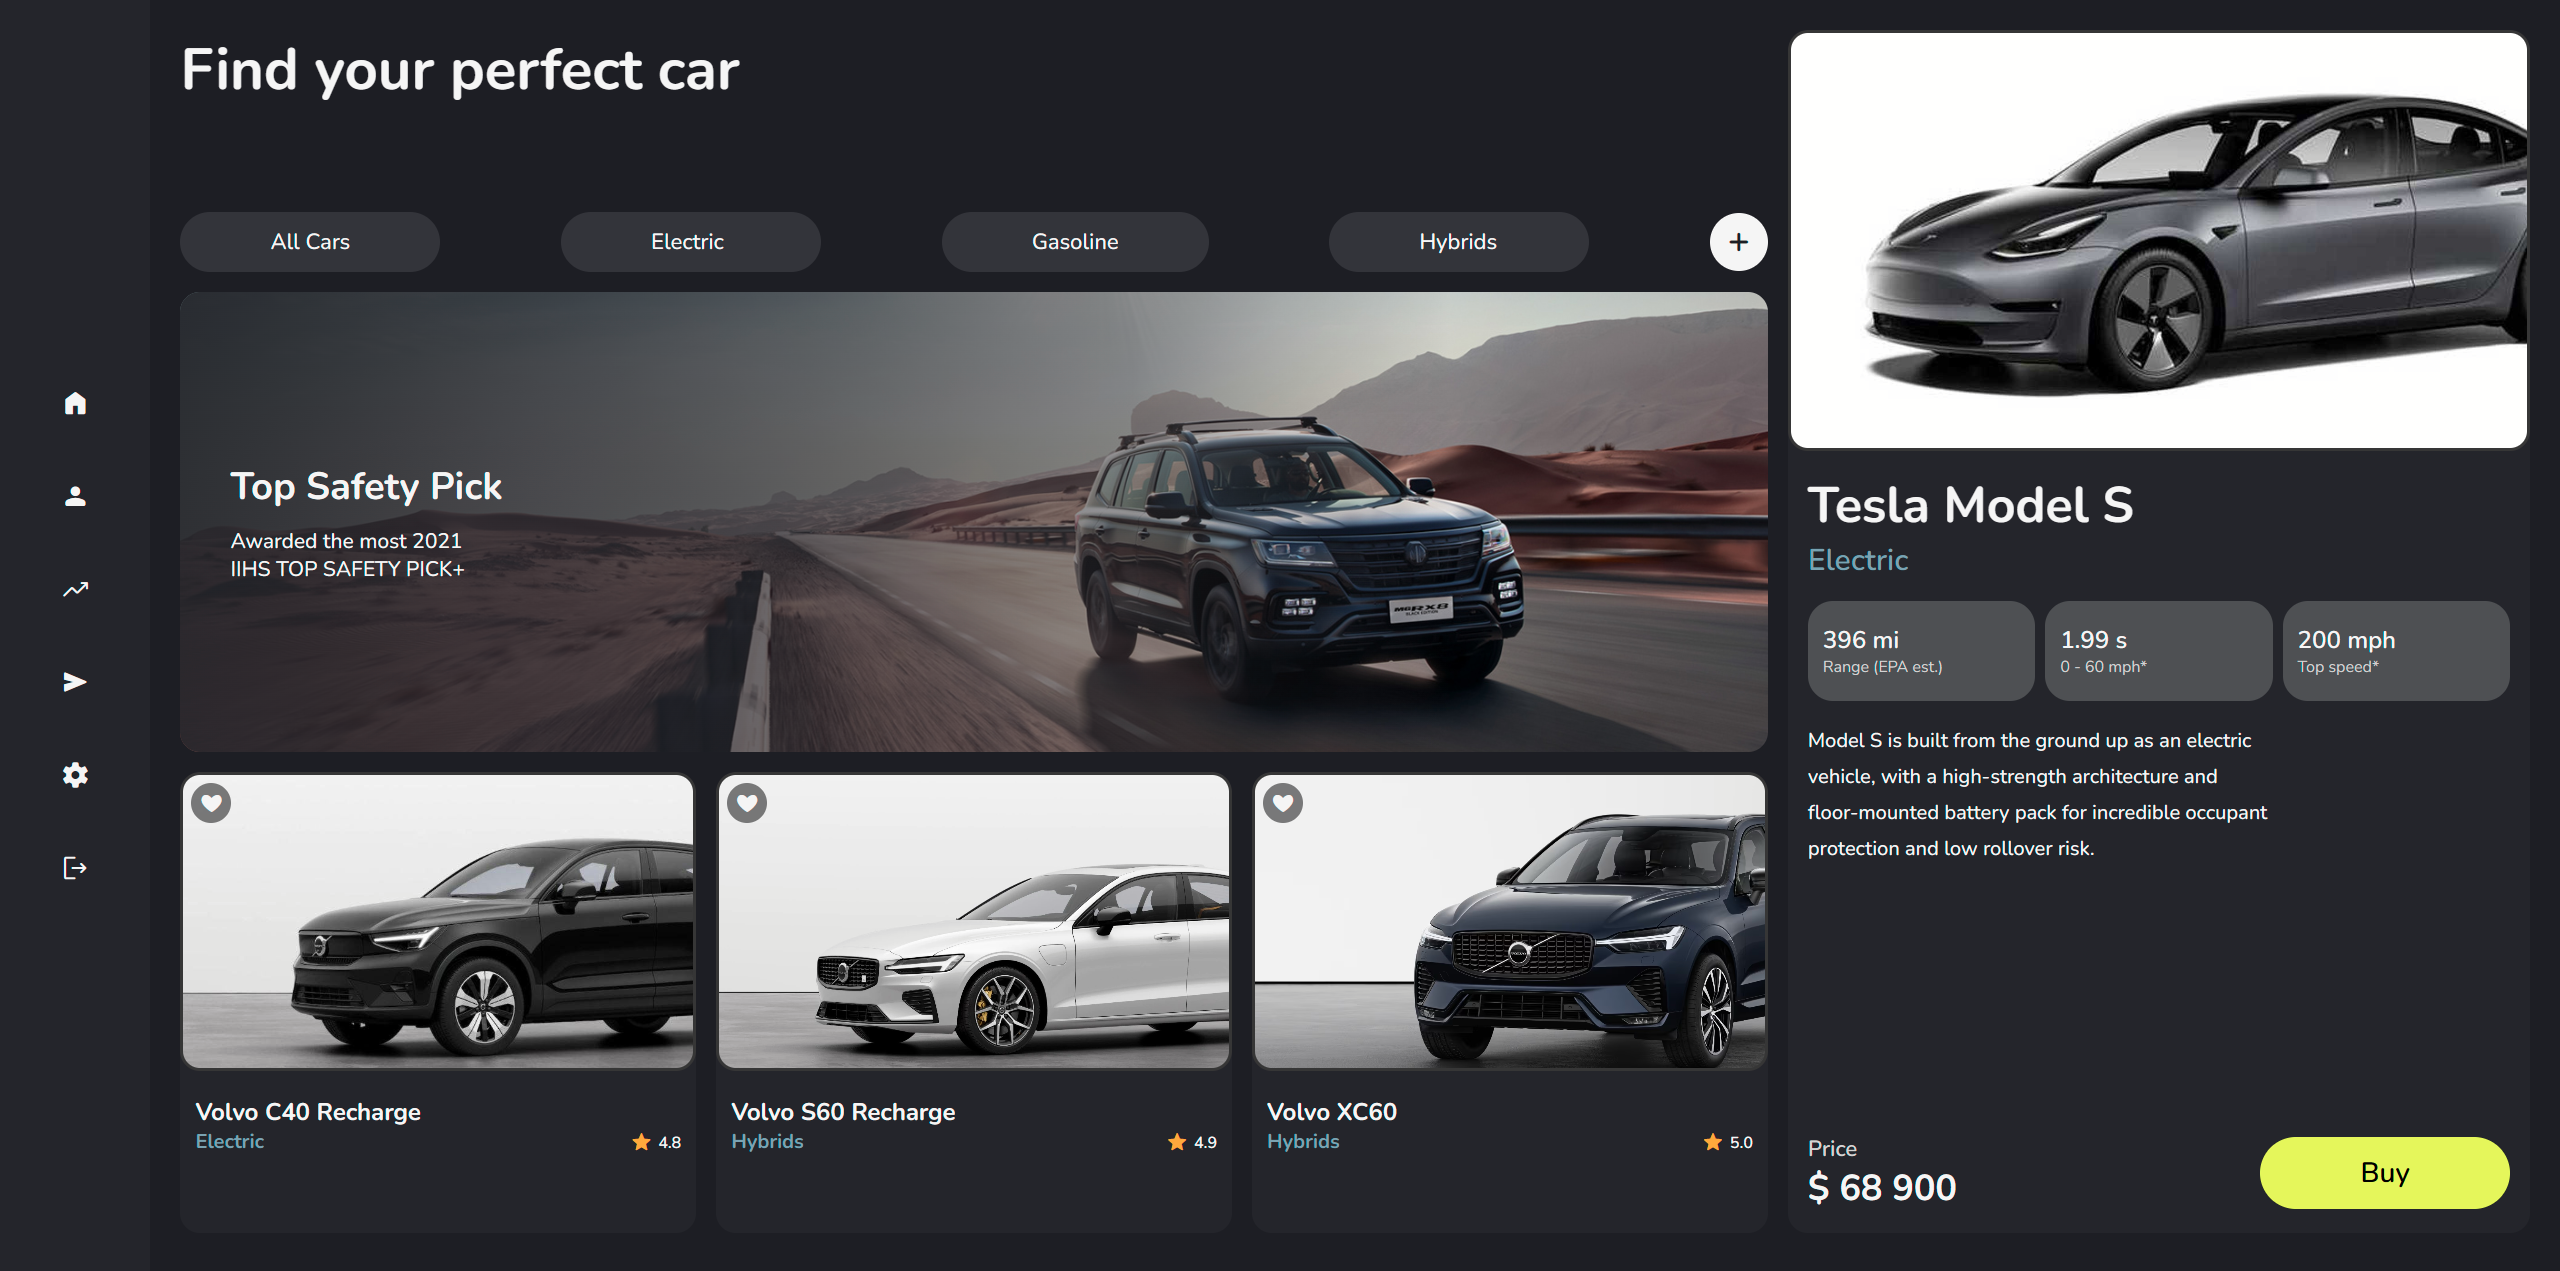 Find your perfect car
All Cars
Electric
Gasoline
Hybrids
Top Safety Pick
Awarded the most 2021
IIHS TOP SAFETY PICK+
MG RX8
BLACK EDITION
Volvo C40 Recharge
Electric
4.8
Volvo S60 Recharge
Hybrids
4.9
Volvo XC60
Hybrids
5.0
Tesla Model S
Electric
396 mi
Range (EPA est.)
1.99 s
0 - 60 mph*
200 mph
Top speed*
Model S is built from the ground up as an electric
vehicle, with a high-strength architecture and
floor-mounted battery pack for incredible occupant
protection and low rollover risk.
Price
$ 68 900
Buy